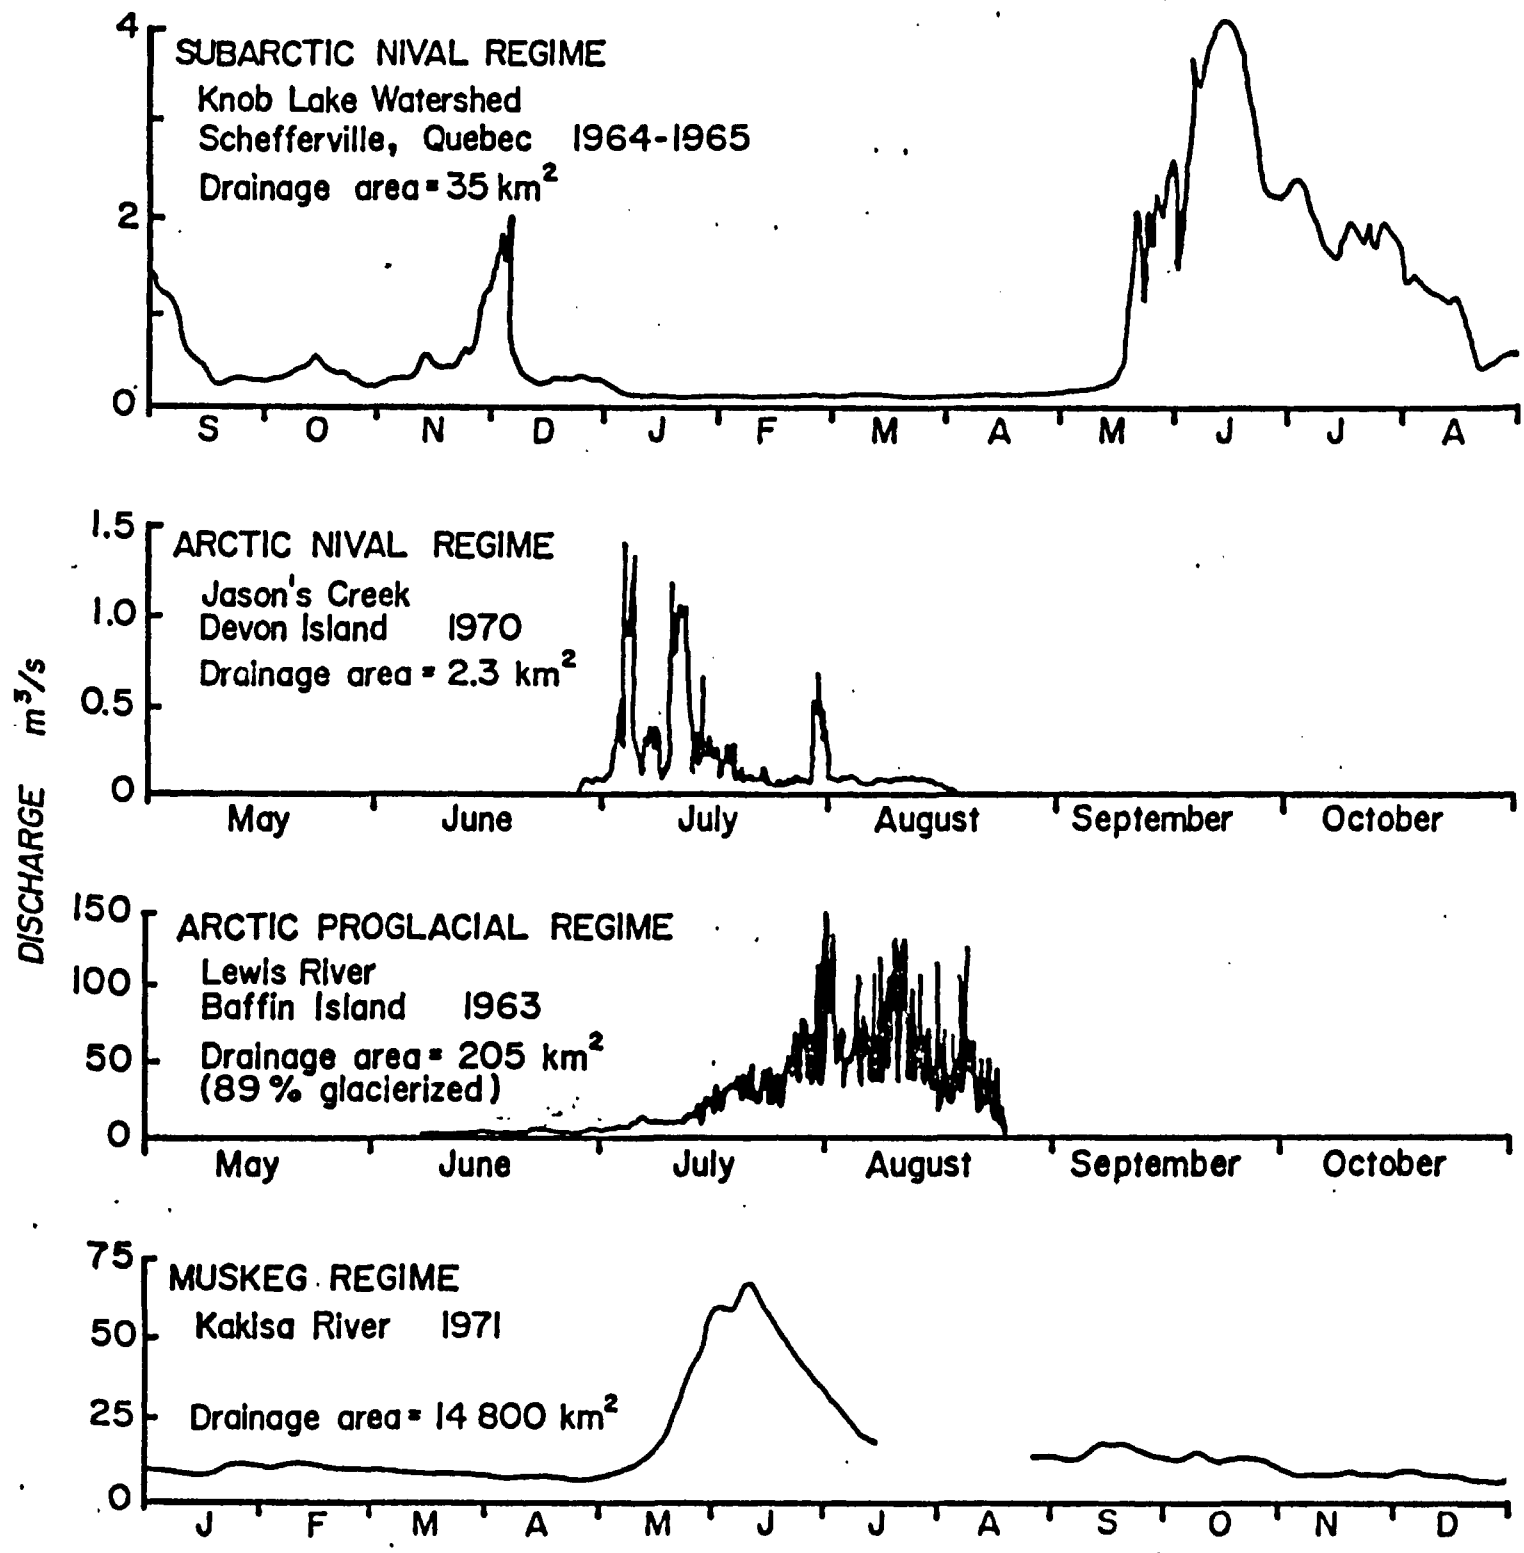 DISCHARGE m³/s
4
2
0
SUBARCTIC NIVAL REGIME
Knob Lake Watershed
Schefferville, Quebec 1964-1965
Drainage area = 35 km²
S O N D J F M A M J J A
1.5
1.0
0.5
0
ARCTIC NIVAL REGIME
Jason's Creek
Devon Island 1970
Drainage area = 2.3 km²
May June July August September October
150
100
50
0
ARCTIC PROGLACIAL REGIME
Lewis River
Baffin Island 1963
Drainage area = 205 km²
(89% glacierized)
May June July August September October
75
50
25
0
MUSKEG REGIME
Kakisa River 1971
Drainage area = 14 800 km²
J F M A M J J A S O N D